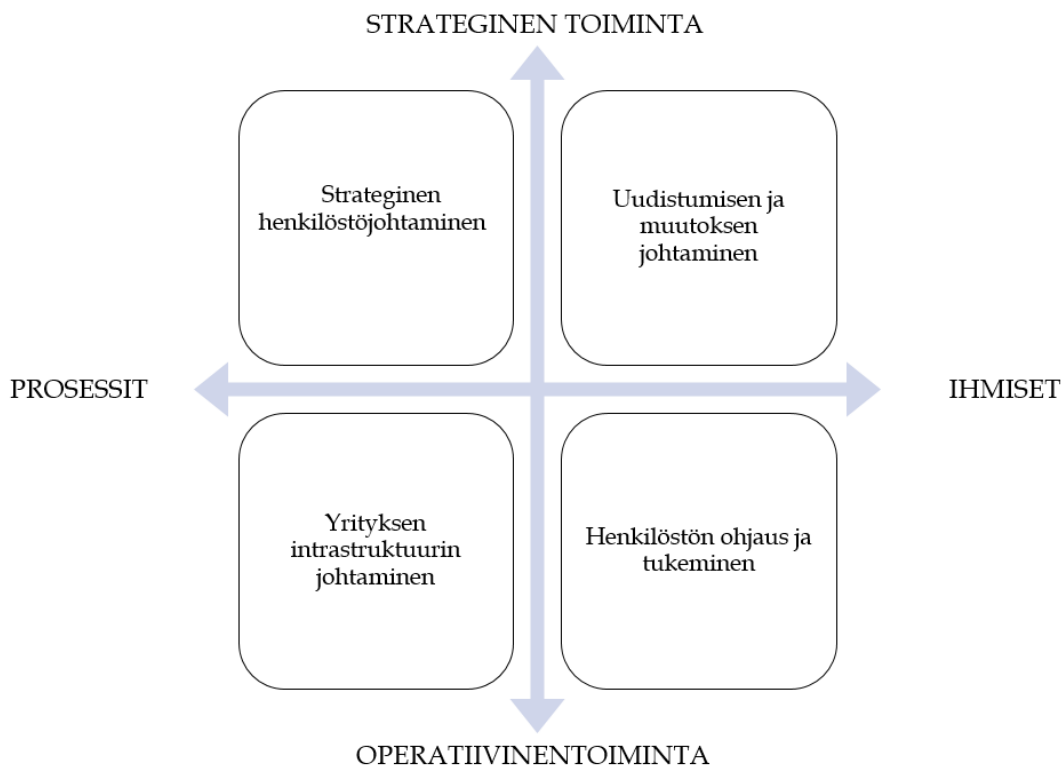 STRATEGINEN TOIMINTA
Strateginen
henkilöstöjohtaminen
Uudistumisen ja
muutoksen
johtaminen
PROSESSIT
IHMISET
Yrityksen
intrastruktuurin
johtaminen
Henkilöstön ohjaus ja
tukeminen
OPERATIIVINENTOIMINTA